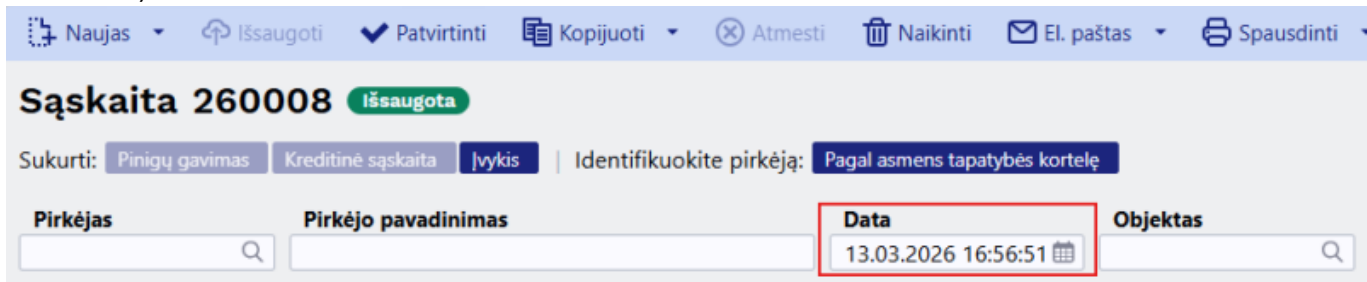 Naujas Išsaugoti Patvirtinti Kopijuoti Atmesti Naikinti El. paštas Spausdinti
Sąskaita 260008 Išsaugota
Sukurti: Pinigų gavimas Kreditinė sąskaita Įvykis | Identifikuokite pirkėją: Pagal asmens tapatybės kortelę
Pirkėjas Pirkėjo pavadinimas Data Objektas
13.03.2026 16:56:51